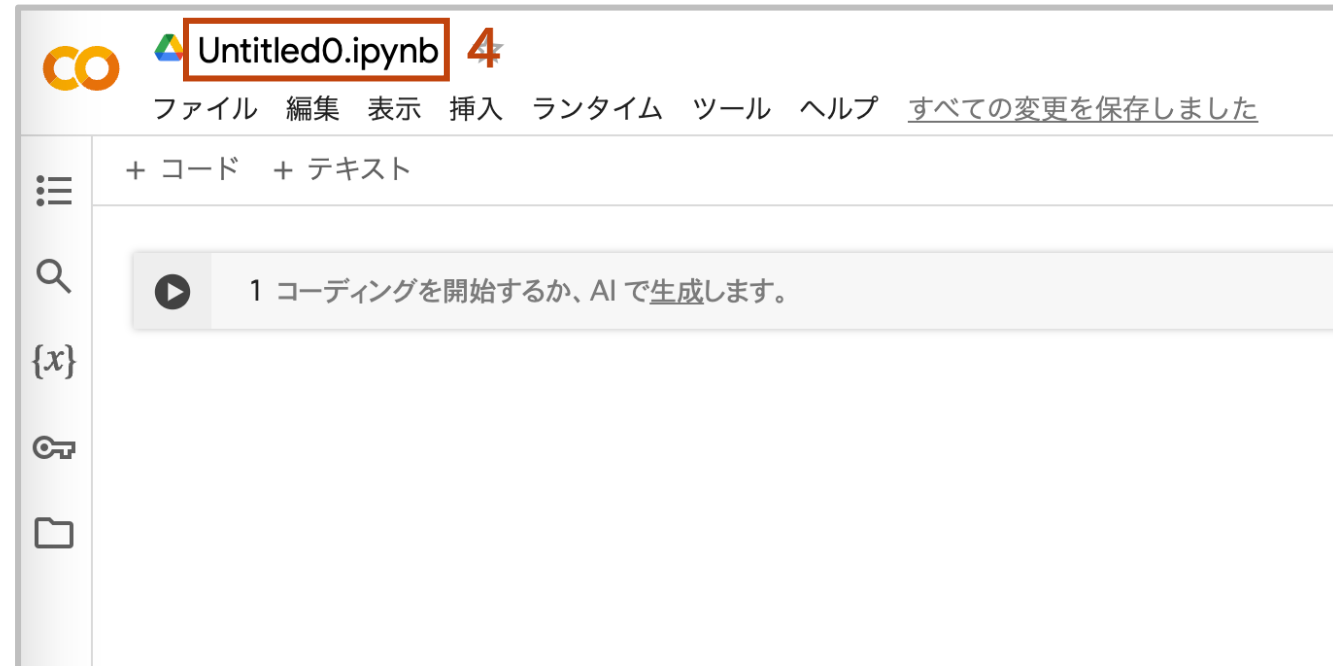 Untitled0.ipynb 4
ファイル 編集 表示 挿入 ランタイム ツール ヘルプ すべての変更を保存しました
+ コード + テキスト
1 コーディングを開始するか、AI で生成します。
{x}